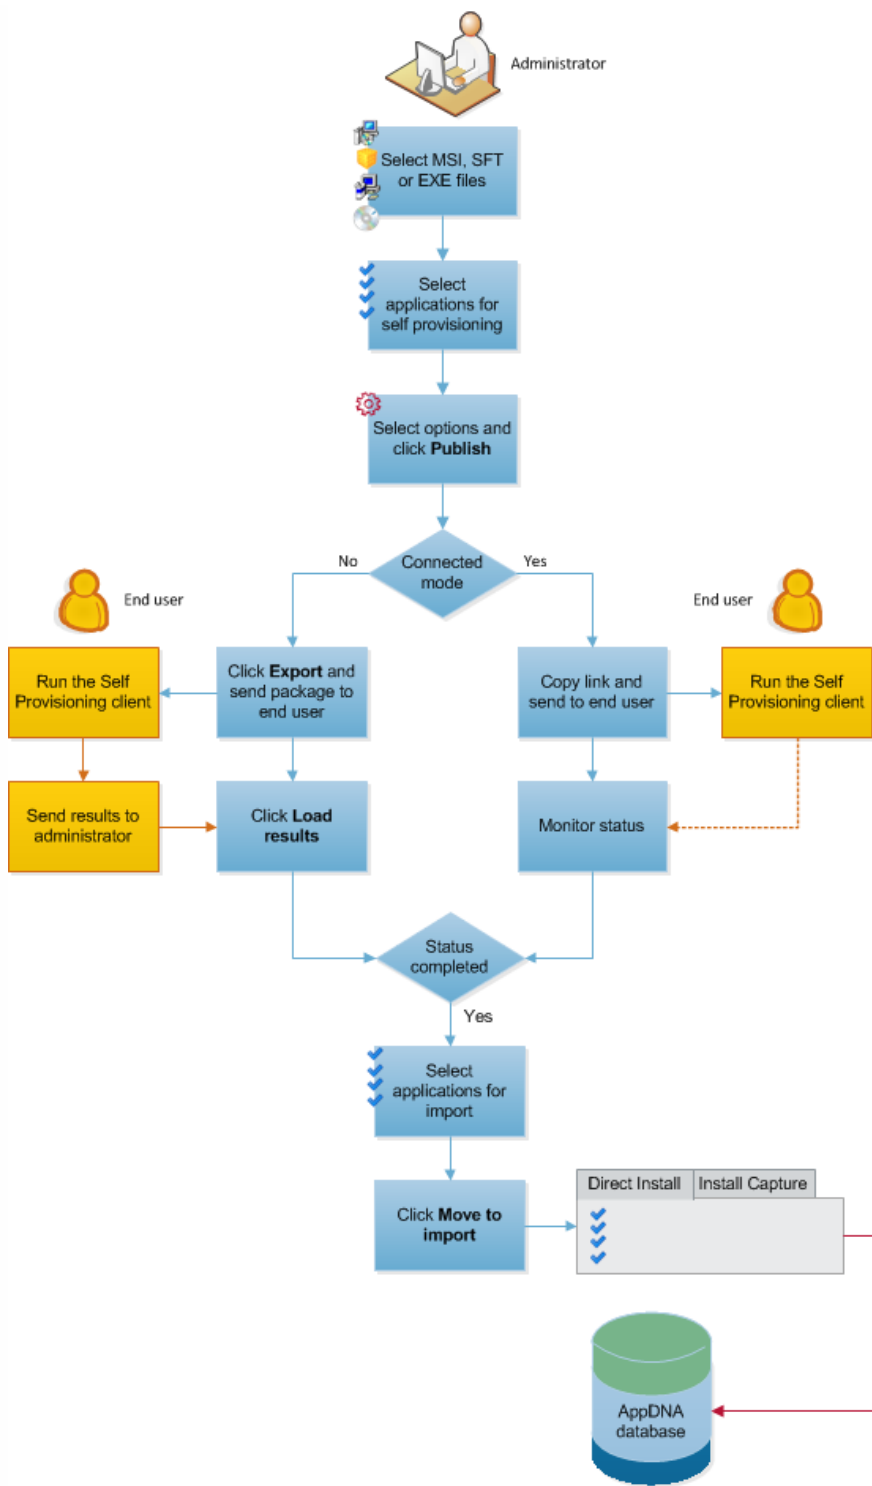 Administrator
Select MSI, SFT
or EXE files
Select
applications for
self provisioning
Select options and
click Publish
Connected
mode
No
Yes
End user
End user
Run the Self
Provisioning client
Click Export and
send package to
end user
Copy link and
send to end user
Run the Self
Provisioning client
Send results to
administrator
Click Load
results
Monitor status
Status
completed
Yes
Select
applications for
import
Click Move to
import
Direct Install
Install Capture
AppDNA
database